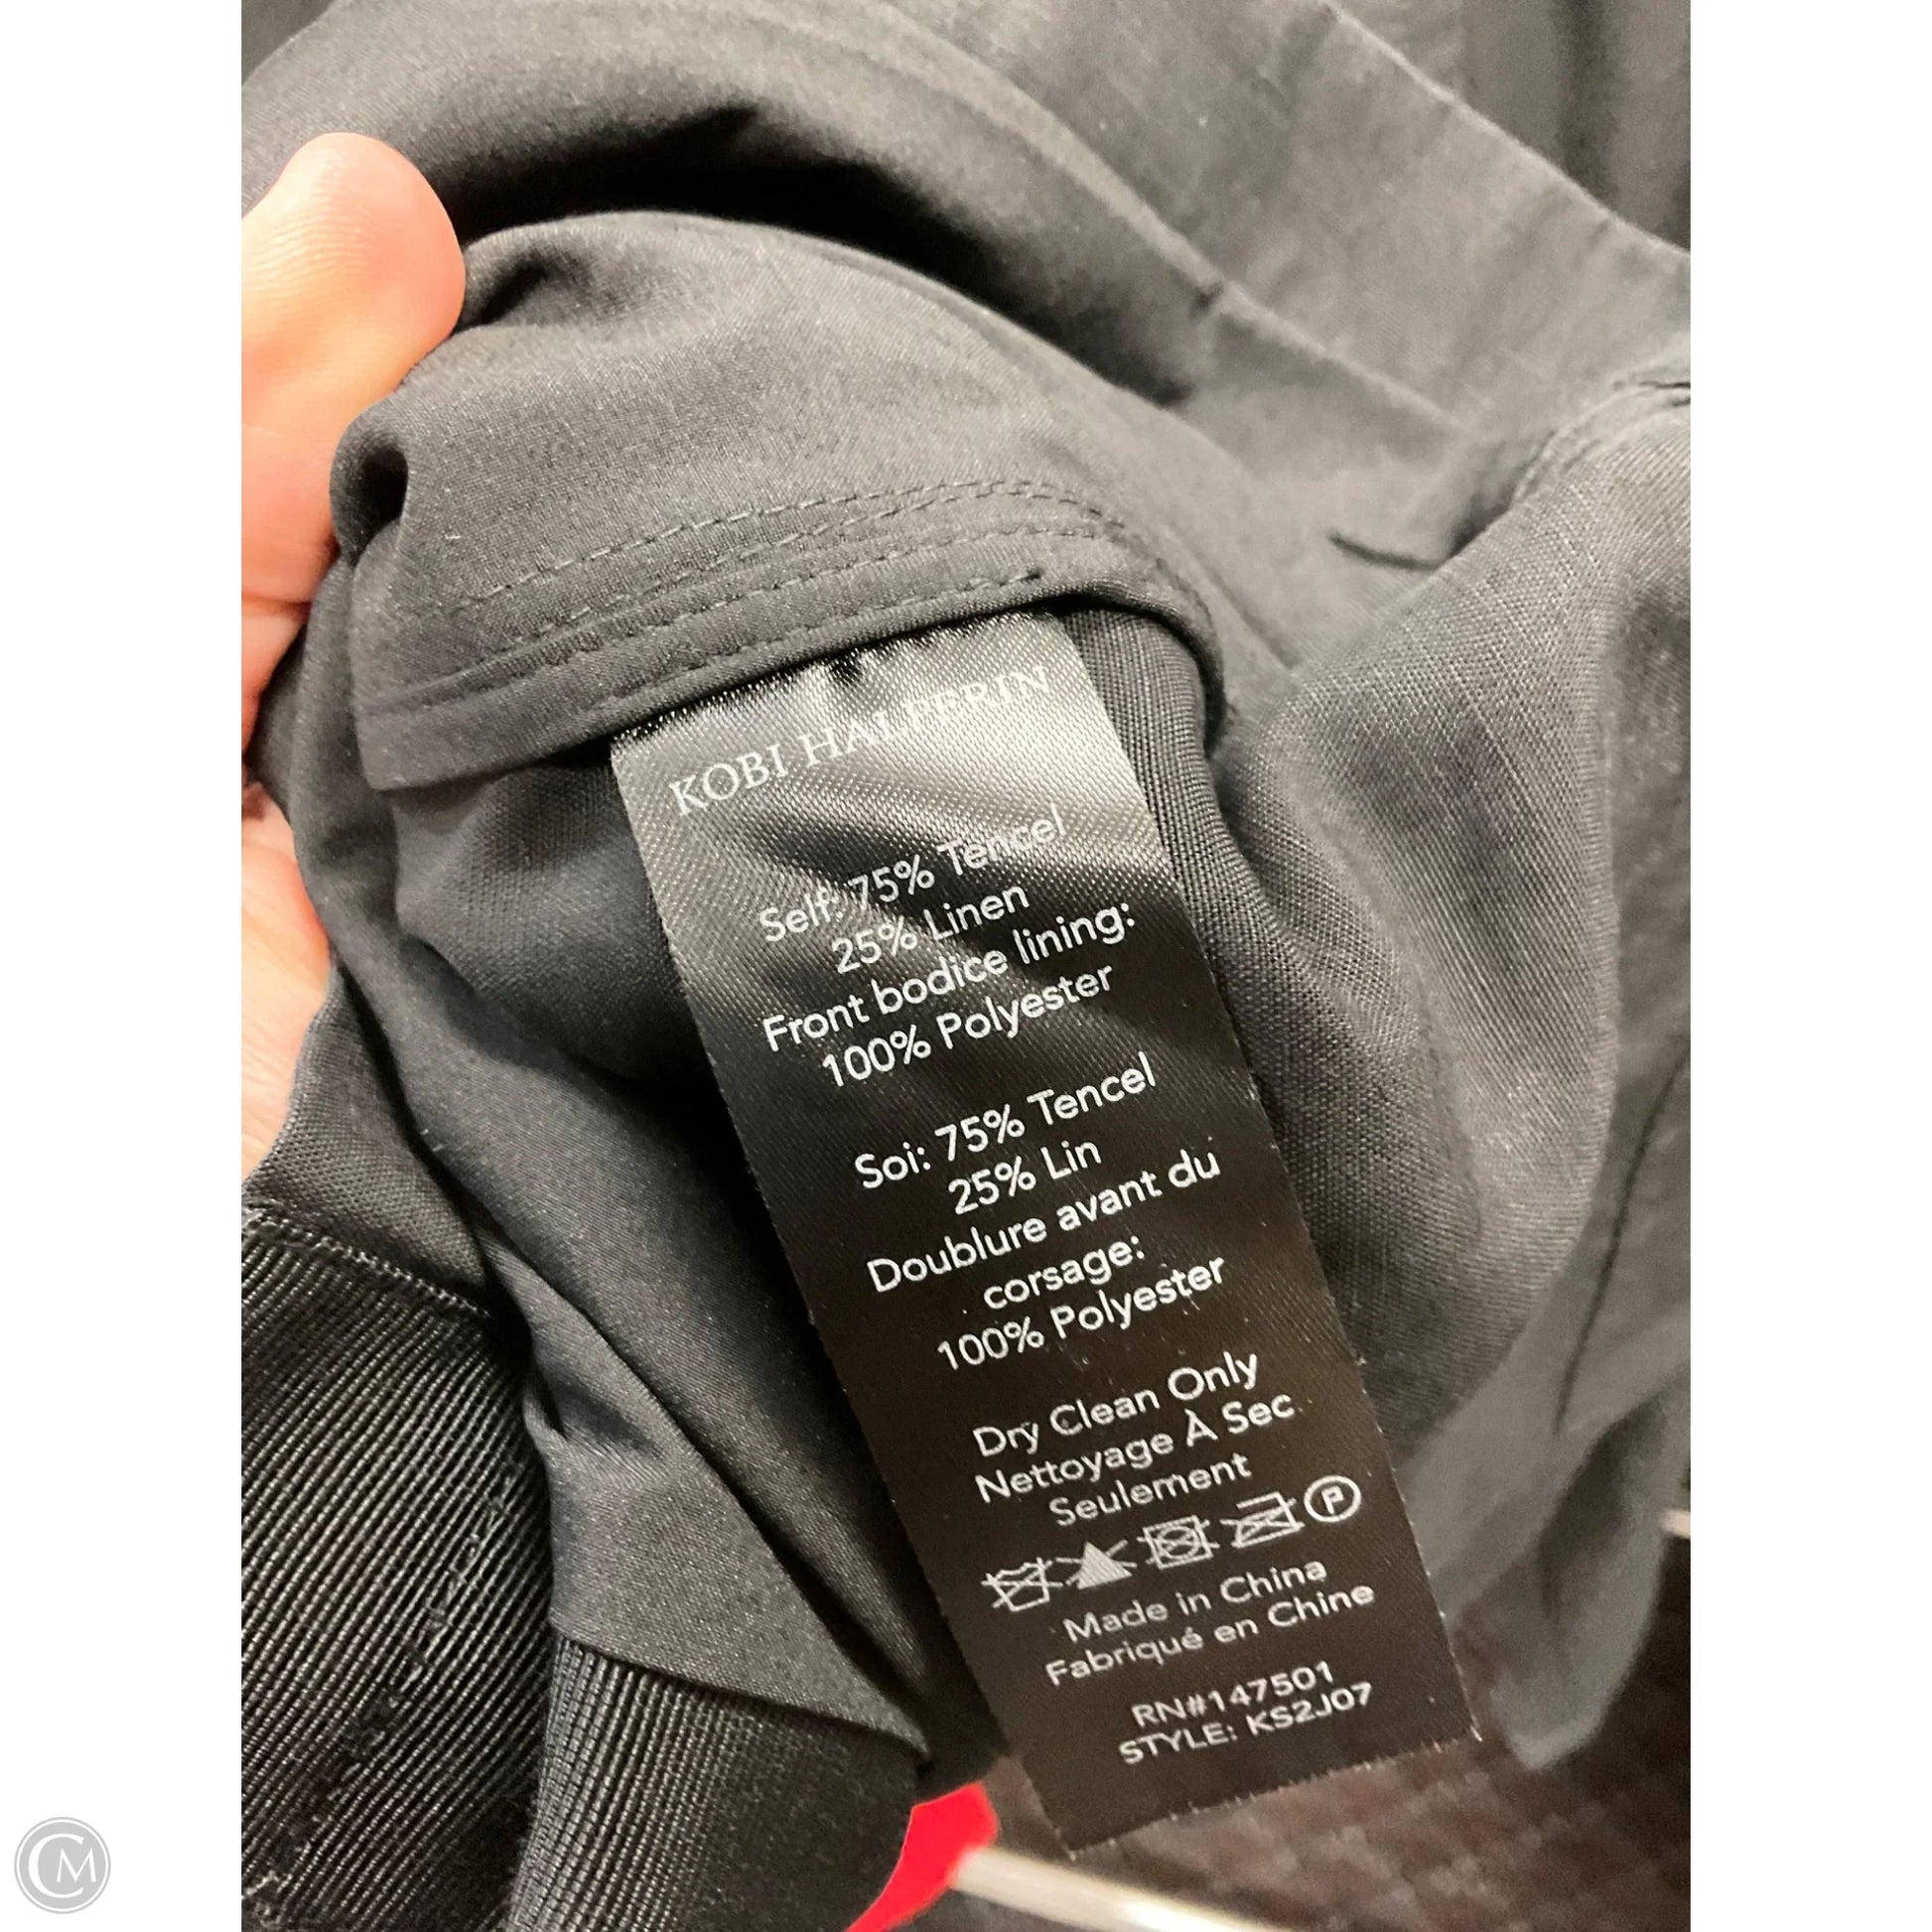 KOBI HALPERIN
Self: 75% Tencel
25% Linen
Front bodice lining:
100% Polyester
Soi: 75% Tencel
25% Lin
Doublure avant du
corsage:
100% Polyester
Dry Clean Only
Nettoyage À Sec
Seulement
P
Made in China
Fabriqué en Chine
RN#147501
STYLE: KS2J07
CM